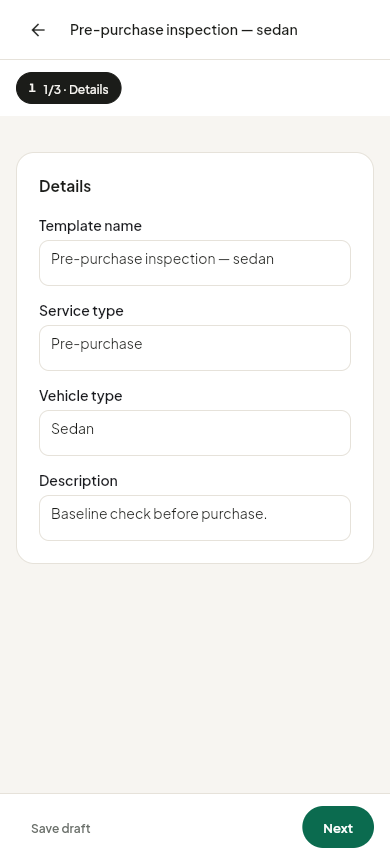 Pre-purchase inspection — sedan
1 1/3 · Details
Details
Template name
Pre-purchase inspection — sedan
Service type
Pre-purchase
Vehicle type
Sedan
Description
Baseline check before purchase.
Save draft
Next